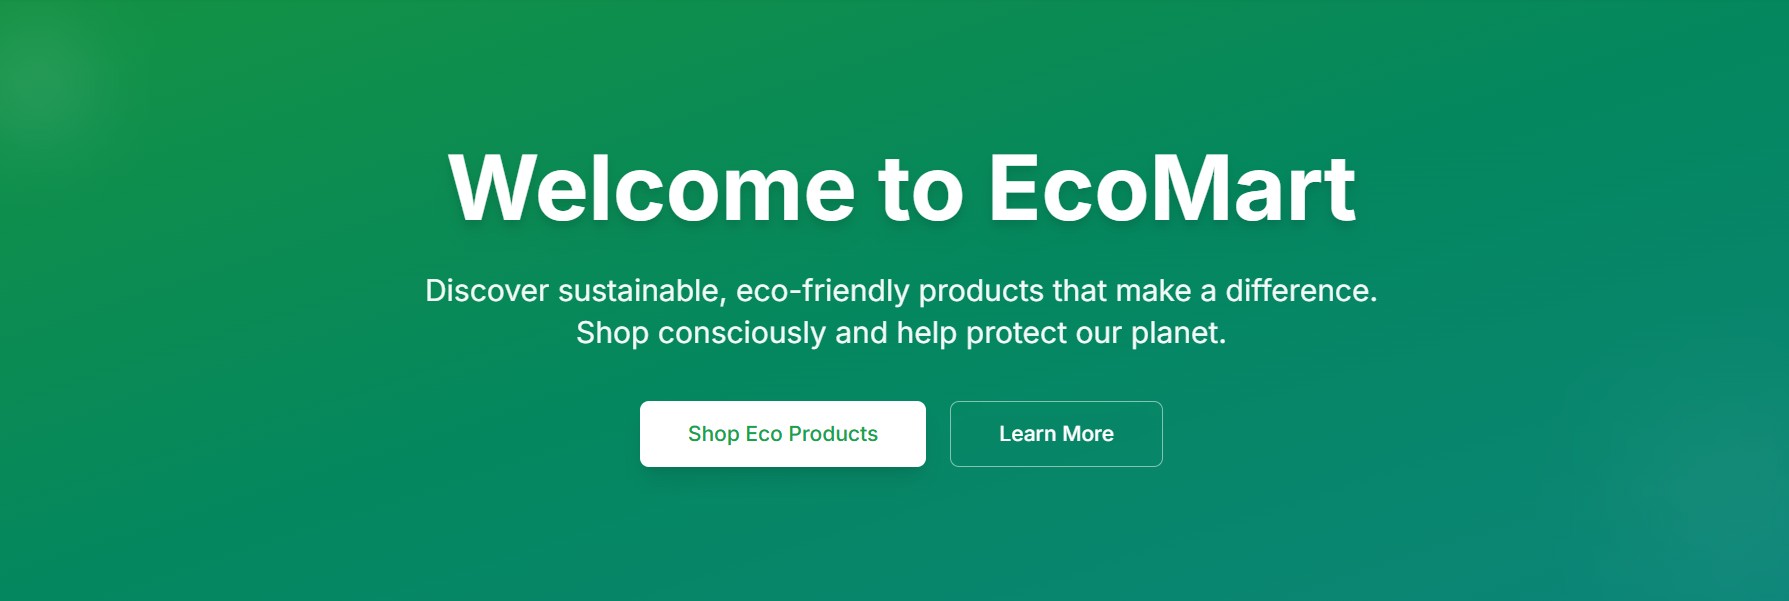 Welcome to EcoMart
Discover sustainable, eco-friendly products that make a difference.
Shop consciously and help protect our planet.
Shop Eco Products
Learn More